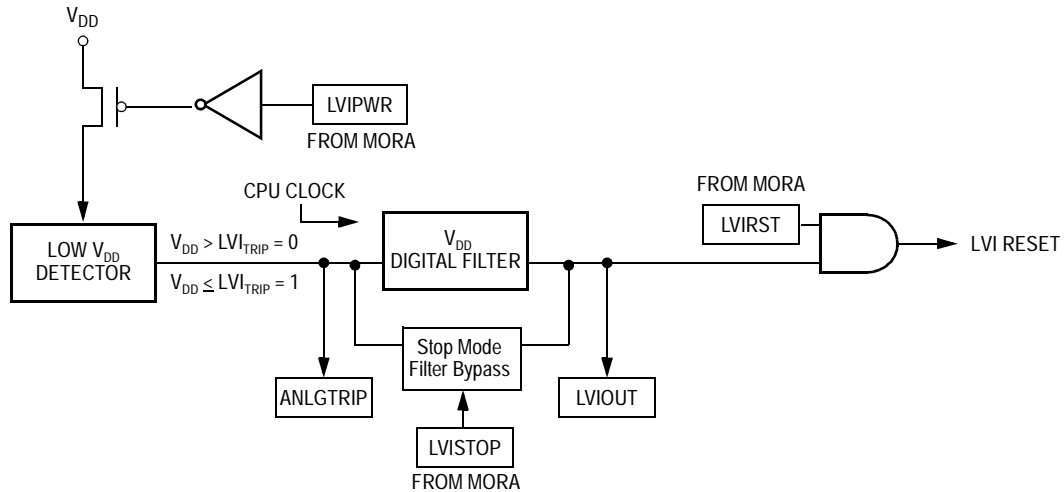 VDD
LVIPWR
FROM MORA
CPU CLOCK
FROM MORA
LVIRST
LOW VDD
DETECTOR
VDD > LVITRIP = 0
VDD ≤ LVITRIP = 1
VDD
DIGITAL FILTER
LVI RESET
Stop Mode
Filter Bypass
ANLGTRIP
LVIOUT
LVISTOP
FROM MORA